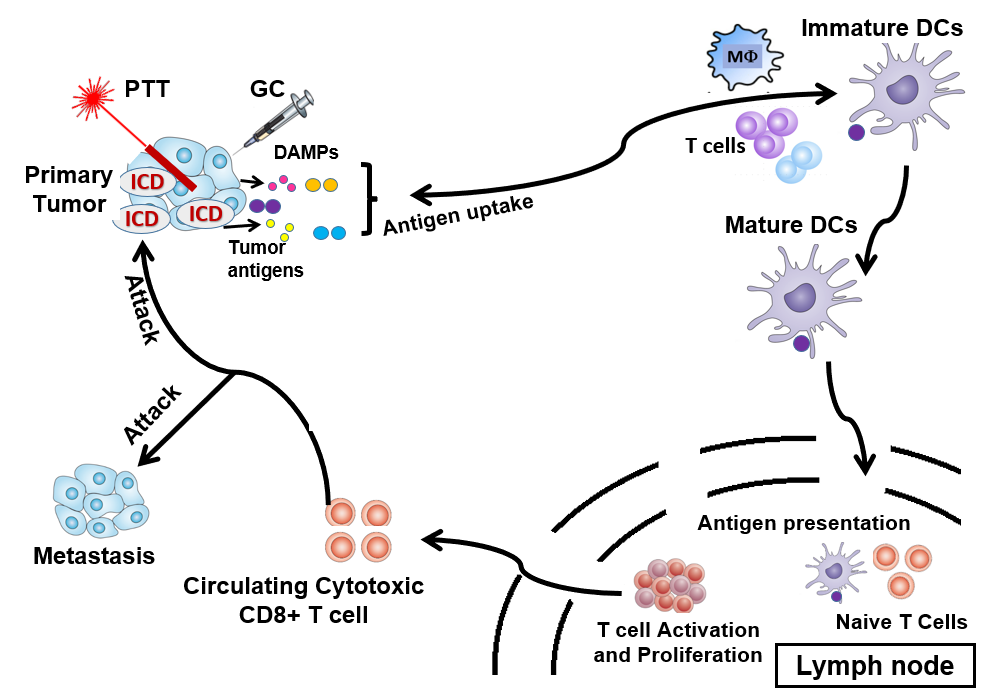 Immature DCs
MΦ
PTT
GC
T cells
DAMPs
Primary
Tumor
ICD
ICD
ICD
Antigen uptake
Tumor
antigens
Mature DCs
Attack
Attack
Antigen presentation
Metastasis
Circulating Cytotoxic
CD8+ T cell
Naive T Cells
T cell Activation
and Proliferation
Lymph node